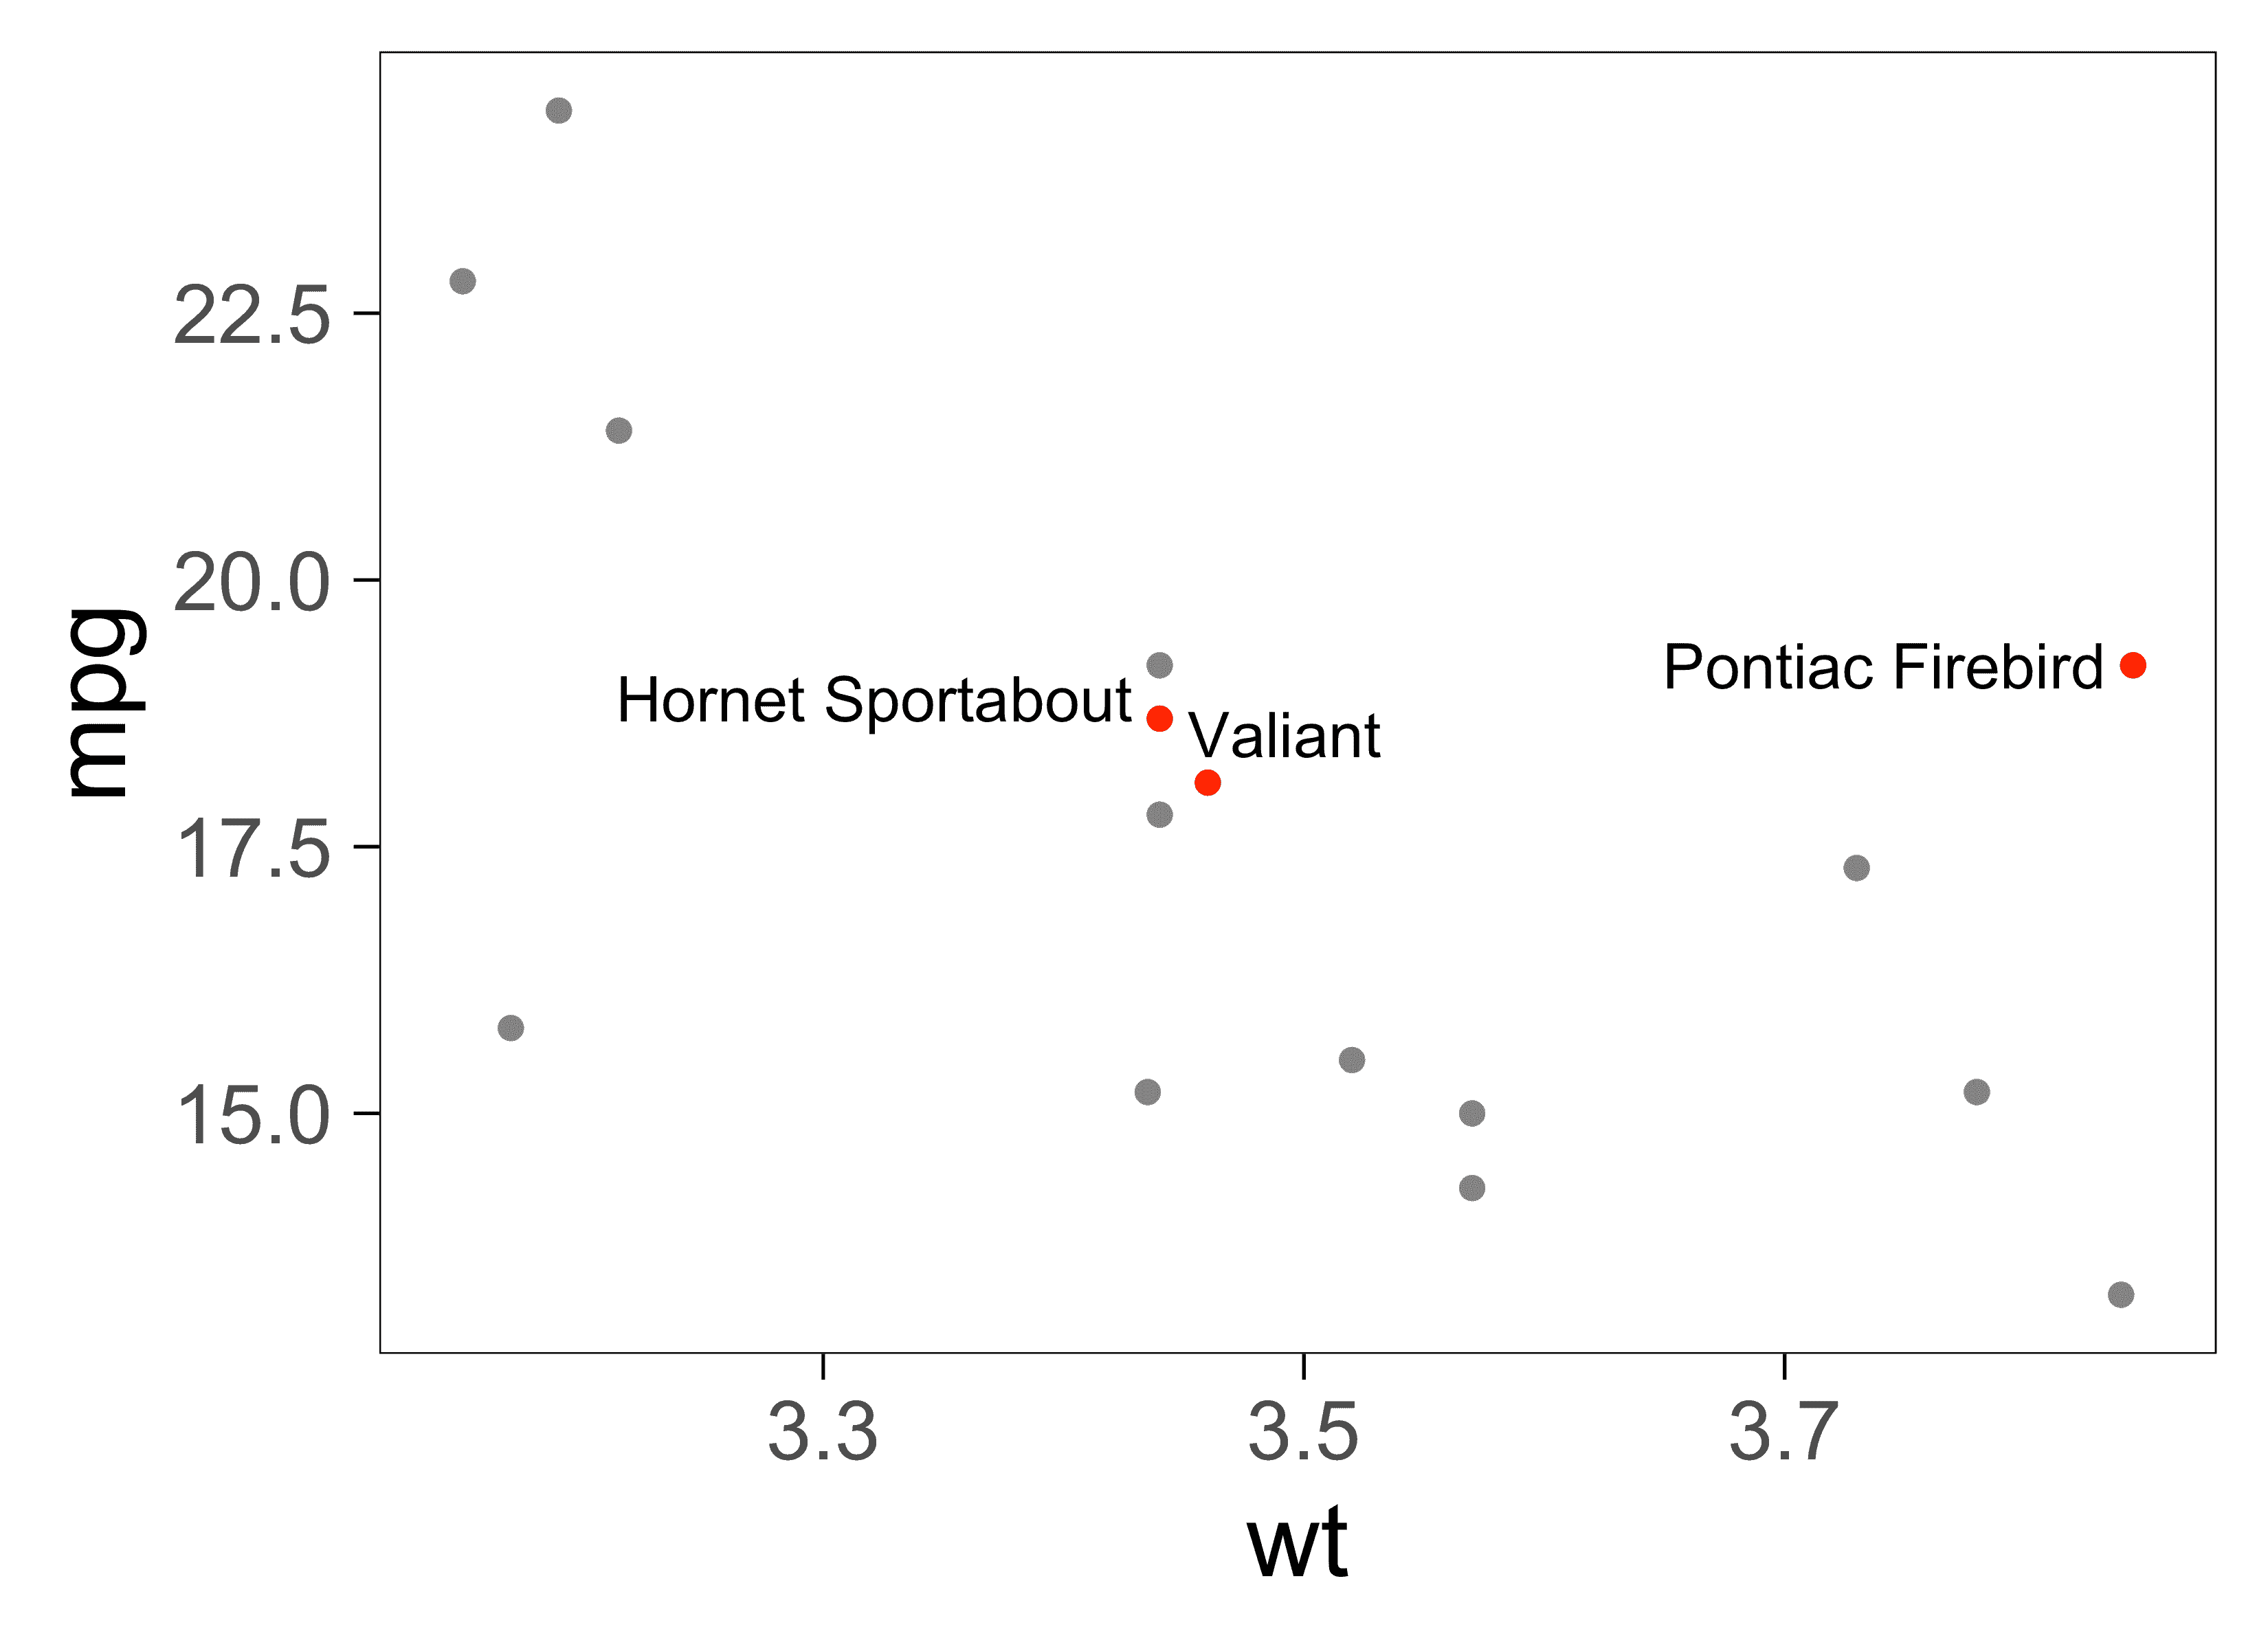 22.5
20.0
17.5
15.0
mpg
Hornet Sportabout
Valiant
Pontiac Firebird
3.3
3.5
3.7
wt